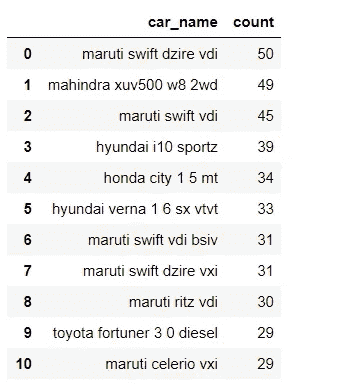 car_name count
0 maruti swift dzire vdi 50
1 mahindra xuv500 w8 2wd 49
2 maruti swift vdi 45
3 hyundai i10 sportz 39
4 honda city 1 5 mt 34
5 hyundai verna 1 6 sx vtvt 33
6 maruti swift vdi bsiv 31
7 maruti swift dzire vxi 31
8 maruti ritz vdi 30
9 toyota fortuner 3 0 diesel 29
10 maruti celerio vxi 29